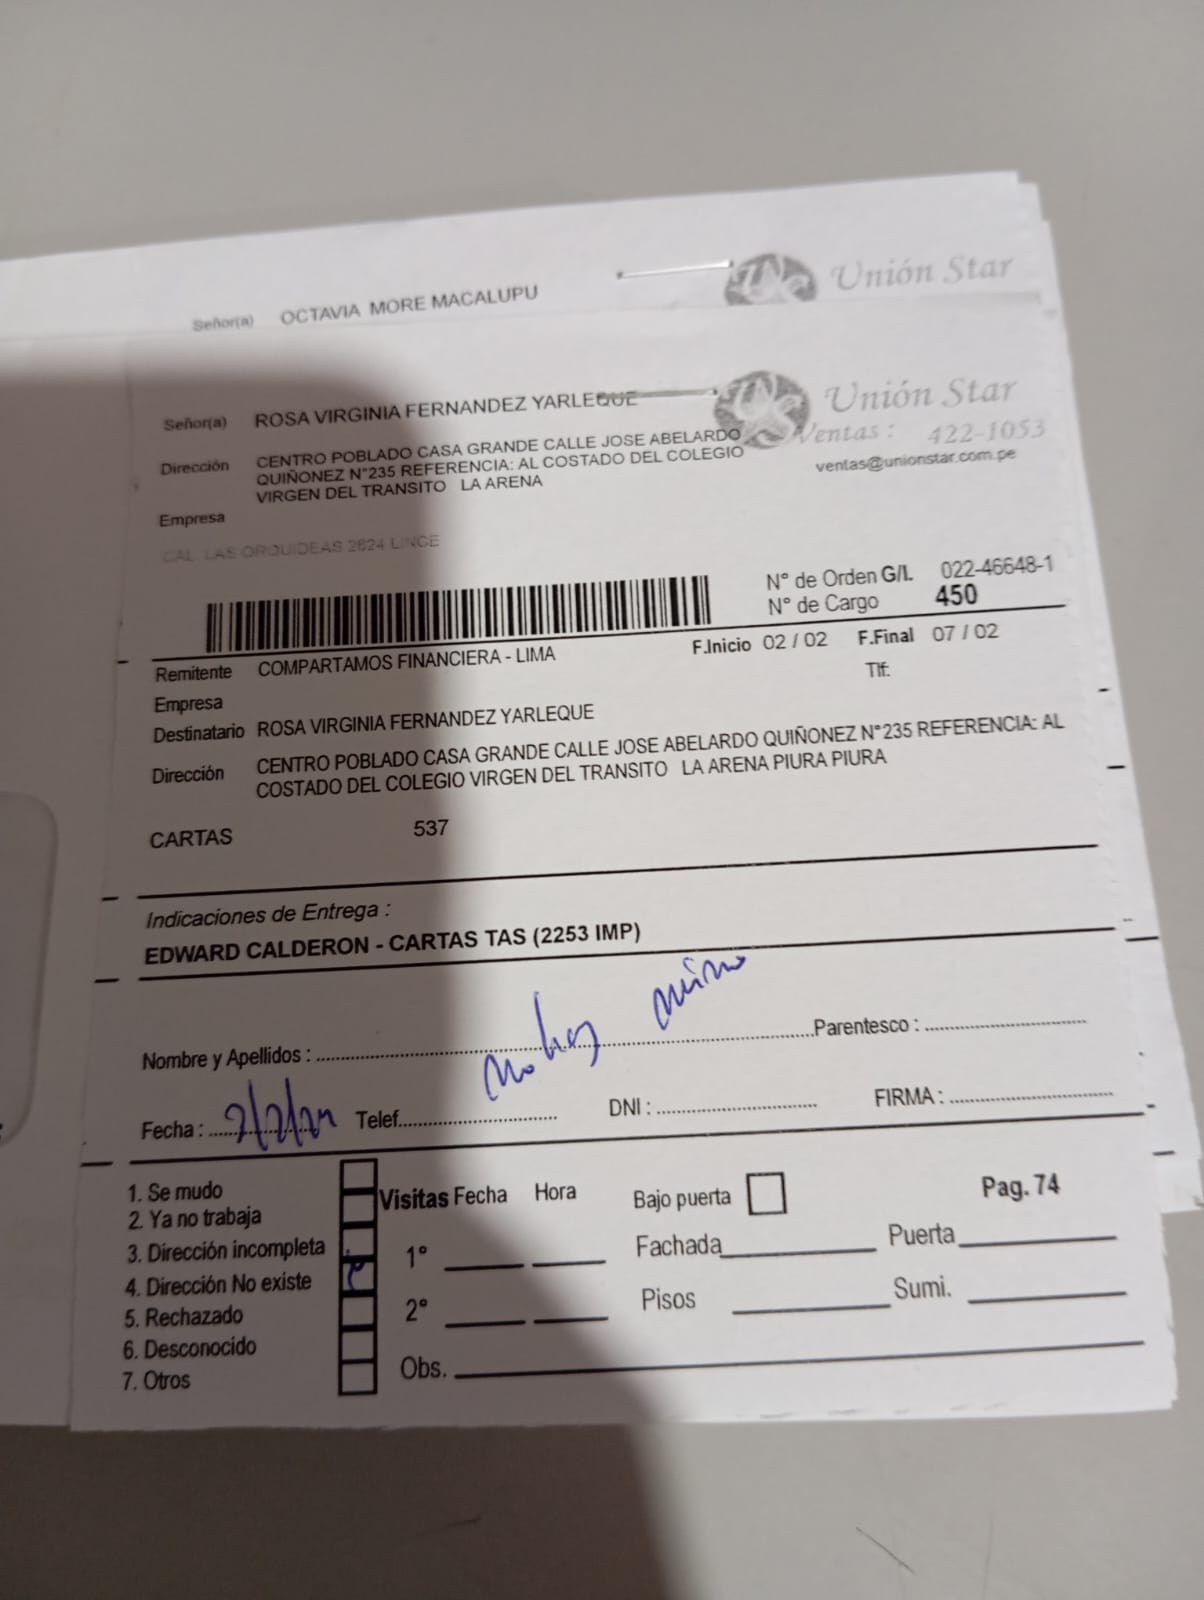 Señor(a) OCTAVIA MORE MACALUPU
Unión Star
Señor(a) ROSA VIRGINIA FERNANDEZ YARLEQUE
Unión Star
Ventas : 422-1053
ventas@unionstar.com.pe
Dirección CENTRO POBLADO CASA GRANDE CALLE JOSE ABELARDO
QUIÑONEZ N°235 REFERENCIA: AL COSTADO DEL COLEGIO
VIRGEN DEL TRANSITO LA ARENA
Empresa
CAL. LAS ORQUIDEAS 2624 LINCE
N° de Orden G/L 022-46648-1
N° de Cargo 450
F.Inicio 02 / 02 F.Final 07 / 02
Tlf:
Remitente COMPARTAMOS FINANCIERA - LIMA
Empresa
Destinatario ROSA VIRGINIA FERNANDEZ YARLEQUE
Dirección CENTRO POBLADO CASA GRANDE CALLE JOSE ABELARDO QUIÑONEZ N°235 REFERENCIA: AL
COSTADO DEL COLEGIO VIRGEN DEL TRANSITO LA ARENA PIURA PIURA
CARTAS 537
Indicaciones de Entrega :
EDWARD CALDERON - CARTAS TAS (2253 IMP)
no hay
Nombre y Apellidos : Parentesco :
Fecha : 7/2/24 Telef. DNI : FIRMA :
1. Se mudo
2. Ya no trabaja
3. Dirección incompleta
4. Dirección No existe
5. Rechazado
6. Desconocido
7. Otros
Visitas Fecha Hora
1°
2°
Obs.
Bajo puerta
Pag. 74
Fachada Puerta
Pisos Sumi.